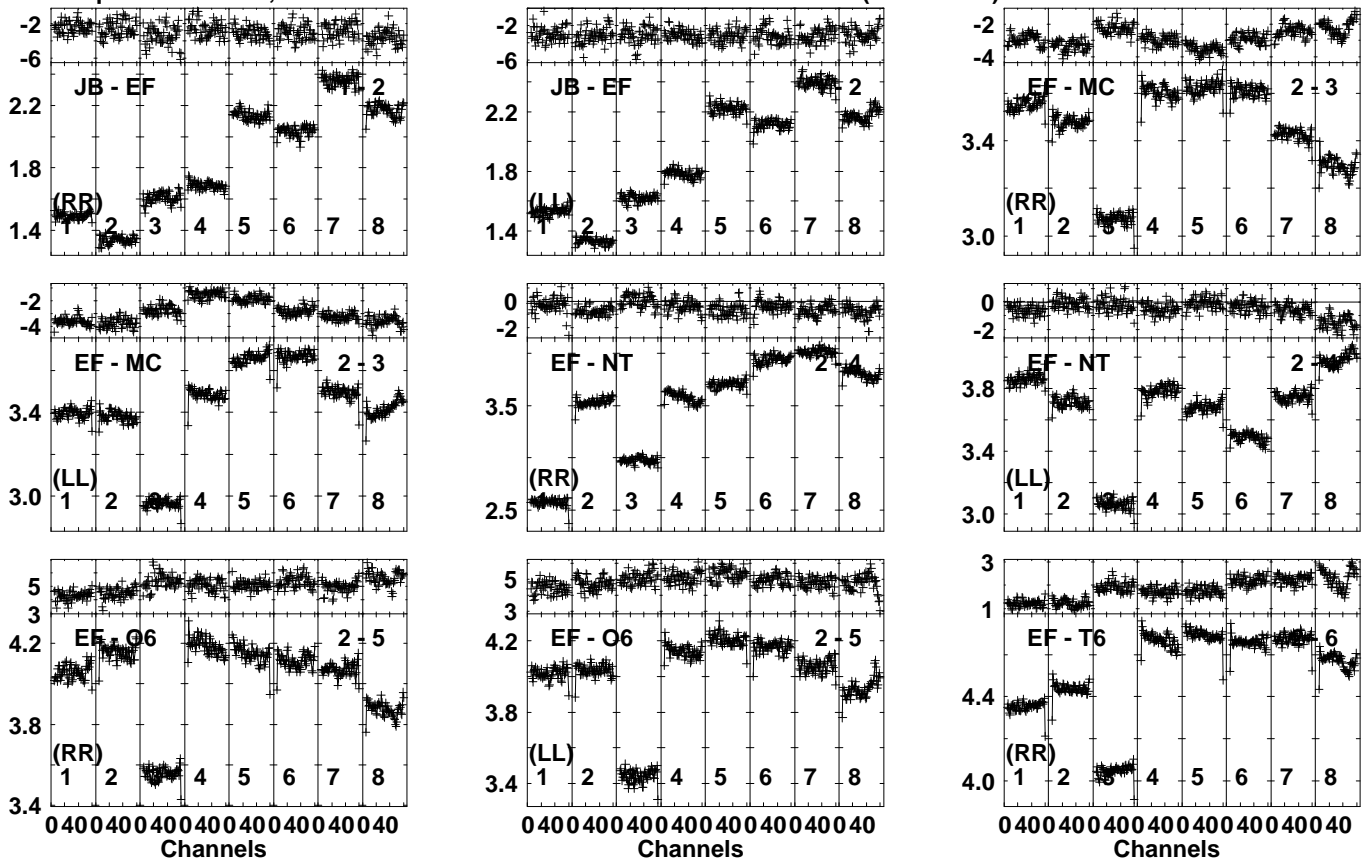 -2 -2 -2
-6 -6 -4
JB - EF 1 - 2 JB - EF 2 EF - MC 2 - 3
2.2 2.2 3.4
1.8 1.8
(RR) (LL) (RR)
1 2 3 4 5 6 7 8 1 2 3 4 5 6 7 8 1 2 3 4 5 6 7 8
1.4 1.4 3.0
-2 0 0
-4 -2 -2
EF - MC 2 - 3 EF - NT 2 - 4 EF - NT 2 -
3.8
3.4 3.5 3.4
(LL) (RR) (LL)
1 2 3 4 5 6 7 8 1 2 3 4 5 6 7 8 1 2 3 4 5 6 7 8
3.0 2.5 3.0
5 5 3
3 3 1
EF - O6 2 - 5 EF - O6 2 - 5 EF - T6 6
4.2 4.2 4.4
3.8 3.8
(RR) (LL) (RR)
1 2 3 4 5 6 7 8 1 2 3 4 5 6 7 8 1 2 3 4 5 6 7 8
3.4 3.4 4.0
0 40 0 40 0 40 0 40 0 40 0 40 0 40 0 40 0 40 0 40 0 40 0 40 0 40 0 40 0 40 0 40 0 40 0 40 0 40 0 40 0 40 0 40 0 40 0 40
Channels Channels Channels